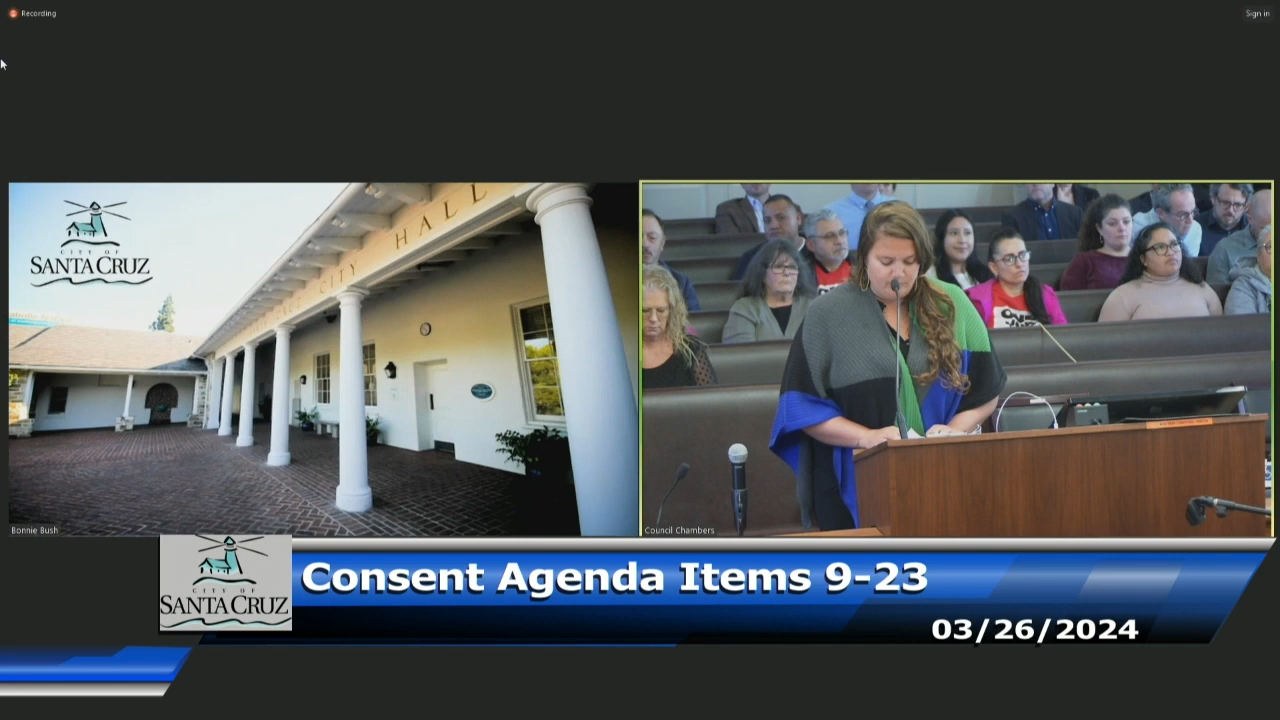 Recording
Sign in
CITY OF
SANTA CRUZ
CITY HALL
Bonnie Bush
Council Chambers
CITY OF
SANTA CRUZ
Consent Agenda Items 9-23
03/26/2024